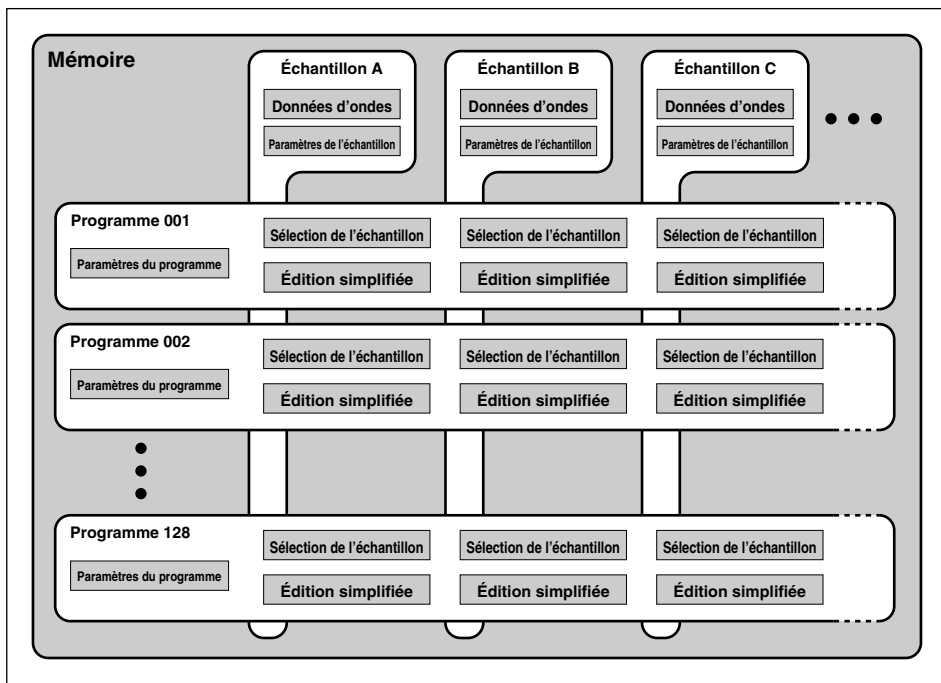 Mémoire
Échantillon A
Échantillon B
Échantillon C
Données d'ondes
Données d'ondes
Données d'ondes
Paramètres de l'échantillon
Paramètres de l'échantillon
Paramètres de l'échantillon
Programme 001
Paramètres du programme
Sélection de l'échantillon
Sélection de l'échantillon
Sélection de l'échantillon
Édition simplifiée
Édition simplifiée
Édition simplifiée
Programme 002
Paramètres du programme
Sélection de l'échantillon
Sélection de l'échantillon
Sélection de l'échantillon
Édition simplifiée
Édition simplifiée
Édition simplifiée
Programme 128
Paramètres du programme
Sélection de l'échantillon
Sélection de l'échantillon
Sélection de l'échantillon
Édition simplifiée
Édition simplifiée
Édition simplifiée